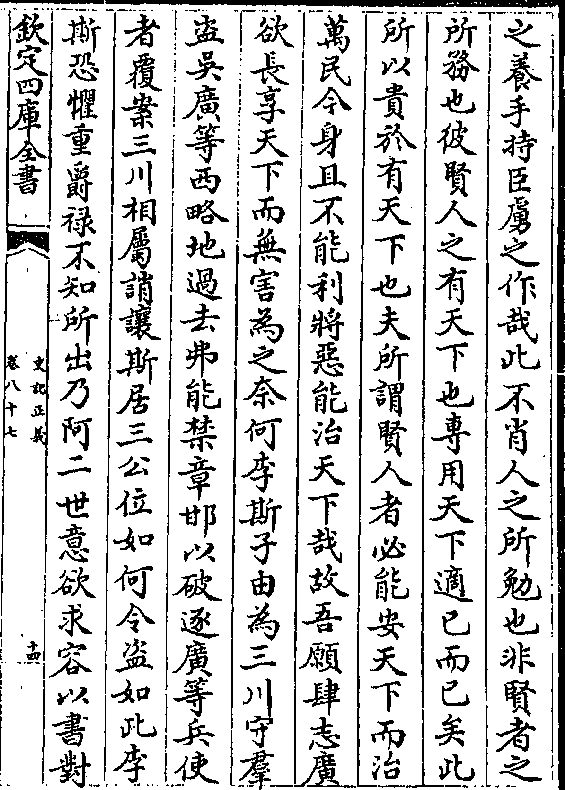 之養手持臣虜之作哉此不肖人之所勉也非賢者之
所務也彼賢人之有天下也專用天下適己而已矣此
所以貴於有天下也夫所謂賢人者必能安天下而治
萬民今身且不能利將惡能治天下哉故吾願肆志廣
欲長享天下而無害為之奈何李斯子由為三川守羣
盜吳廣等西略地過去弗能禁章邯以破逐廣等兵使
者覆案三川相屬誚讓斯居三公位如何令盜如此李
斯恐懼重爵禄不知所出乃阿二世意欲求容以書對
欽定四庫全書
史記正義
卷八十七
十四